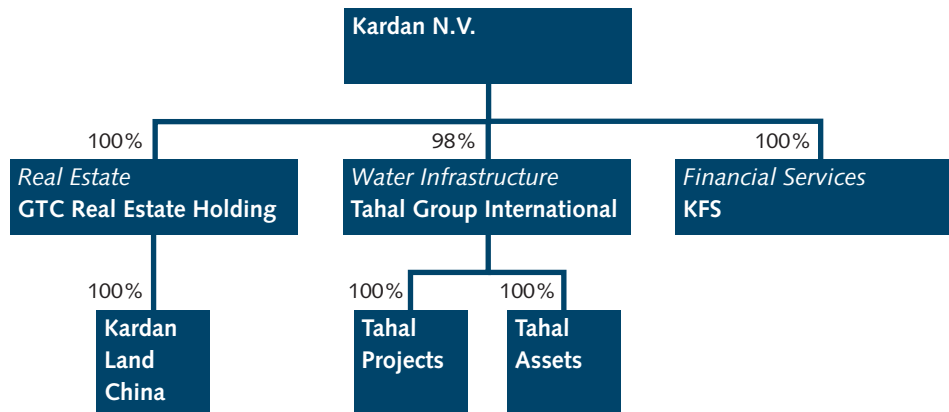 Kardan N.V.
100%
98%
100%
Real Estate
GTC Real Estate Holding
Water Infrastructure
Tahal Group International
Financial Services
KFS
100%
100%
100%
Kardan
Land
China
Tahal
Projects
Tahal
Assets